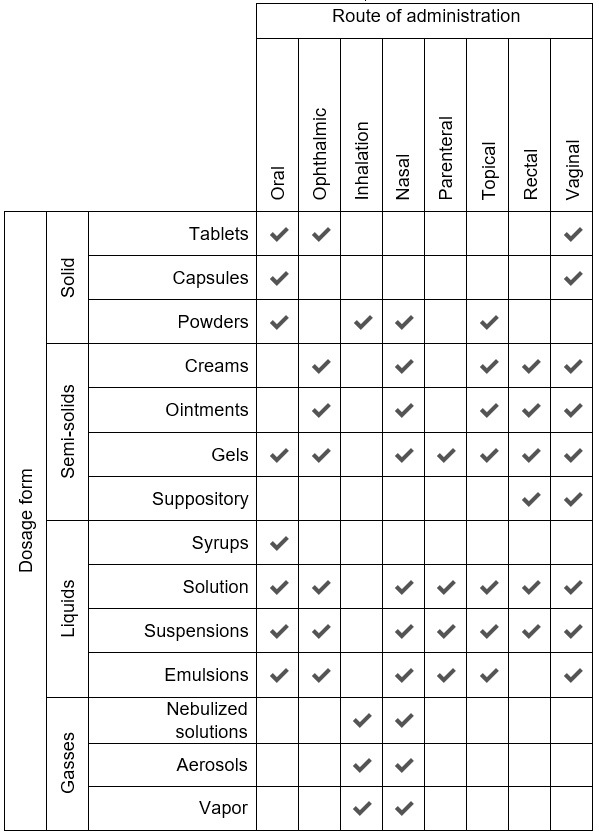 Route of administration
Oral
Ophthalmic
Inhalation
Nasal
Parenteral
Topical
Rectal
Vaginal
Dosage form
Solid
Tablets
Capsules
Powders
Semi-solids
Creams
Ointments
Gels
Suppository
Liquids
Syrups
Solution
Suspensions
Emulsions
Gasses
Nebulized
solutions
Aerosols
Vapor